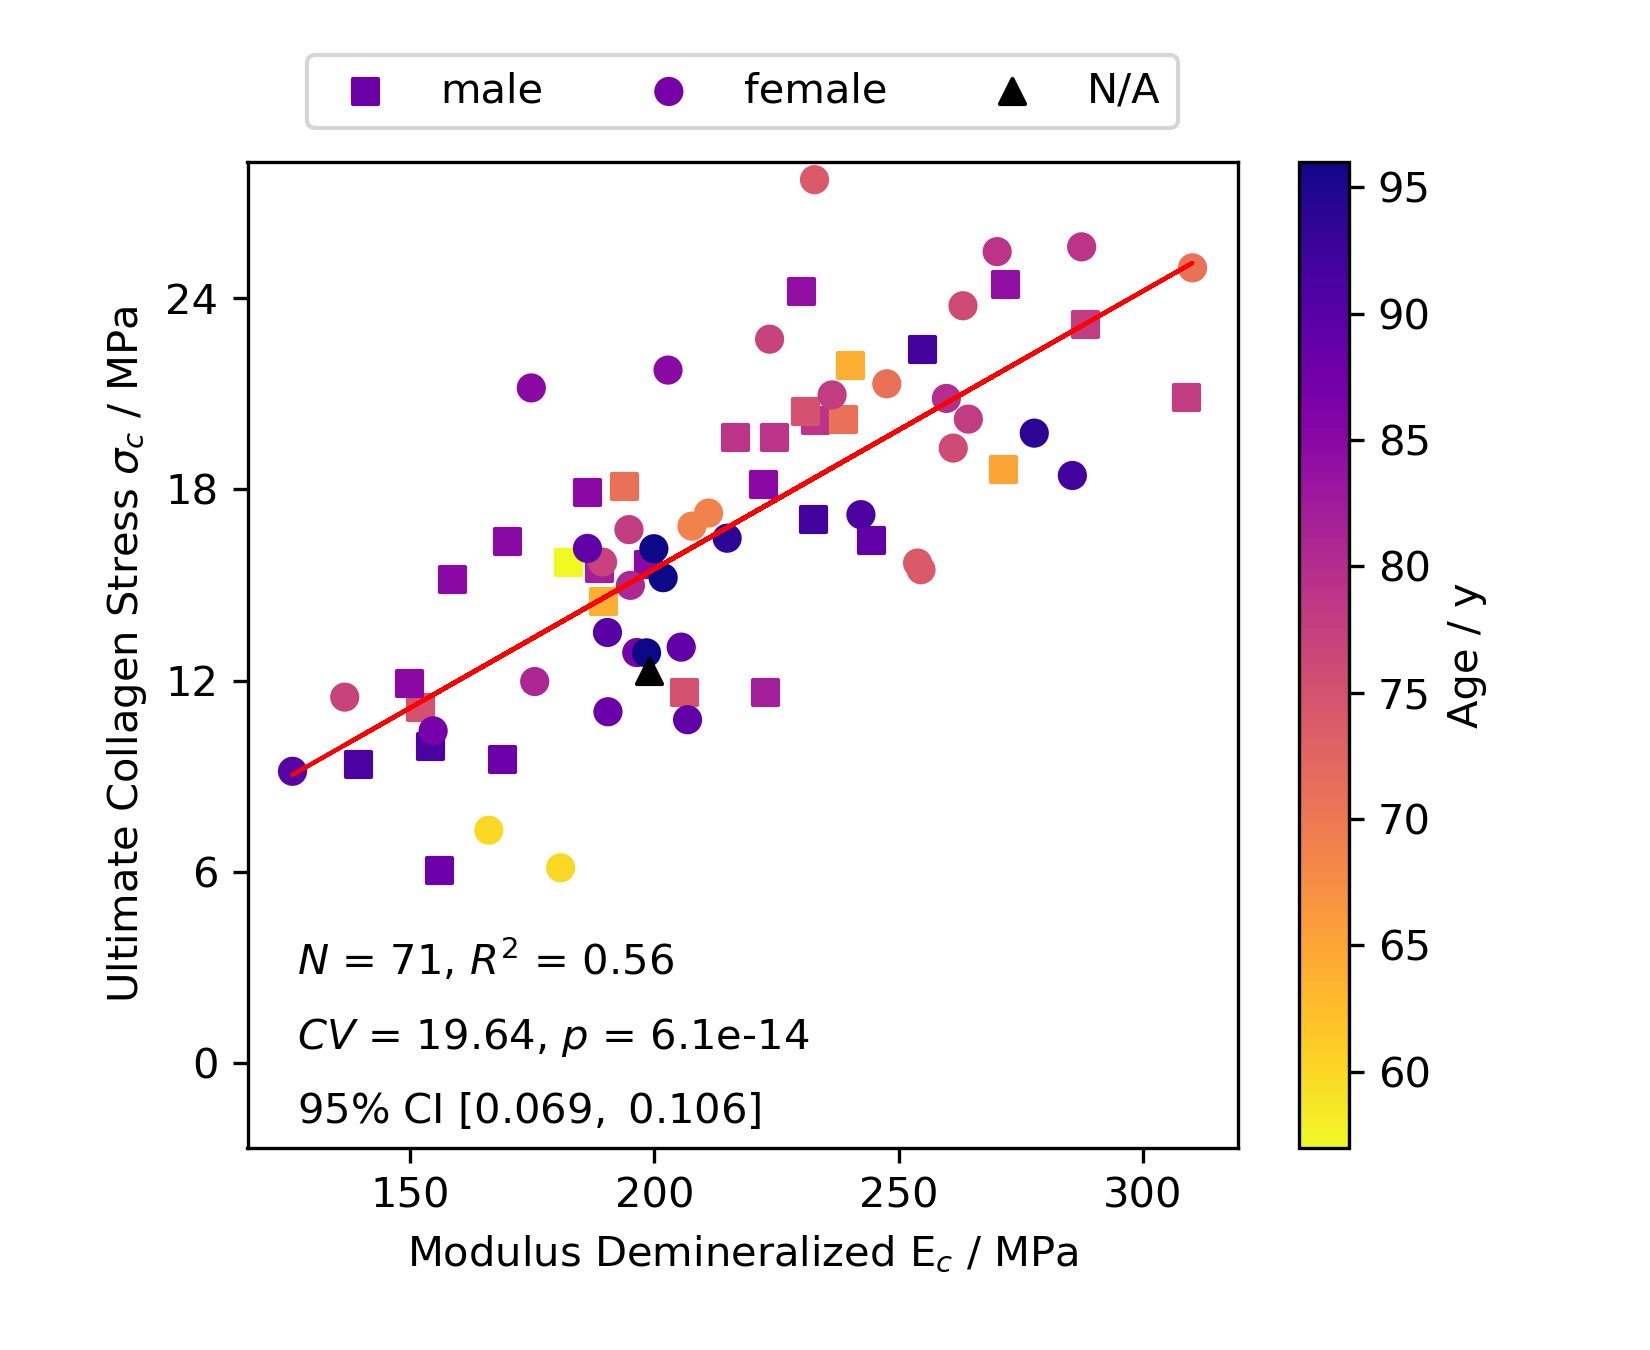 male female N/A
24
18
12
6
0
Ultimate Collagen Stress σc / MPa
N = 71, R² = 0.56
CV = 19.64, p = 6.1e-14
95% CI [0.069, 0.106]
150 200 250 300
Modulus Demineralized Ec / MPa
95
90
85
80
75
70
65
60
Age / y